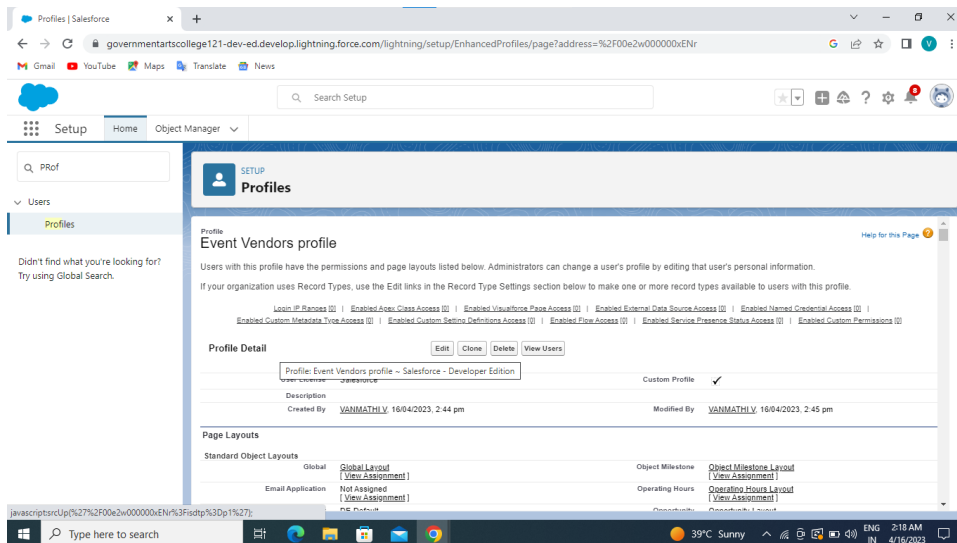 Profiles | Salesforce
governmentartscollege121-dev-ed.develop.lightning.force.com/lightning/setup/EnhancedProfiles/page?address=%2F00e2w000000xENr
G
V
Gmail YouTube Maps Translate News
Search Setup
8
Setup Home Object Manager
PRof
Users
Profiles
Didn't find what you're looking for?
Try using Global Search.
SETUP
Profiles
Profile
Event Vendors profile
Help for this Page
Users with this profile have the permissions and page layouts listed below. Administrators can change a user's profile by editing that user's personal information.
If your organization uses Record Types, use the Edit links in the Record Type Settings section below to make one or more record types available to users with this profile.
Login IP Ranges [0] | Enabled Apex Class Access [0] | Enabled Visualforce Page Access [0] | Enabled External Data Source Access [0] | Enabled Named Credential Access [0] |
Enabled Custom Metadata Type Access [0] | Enabled Custom Setting Definitions Access [0] | Enabled Flow Access [0] | Enabled Service Presence Status Access [0] | Enabled Custom Permissions [0]
Profile Detail Edit Clone Delete View Users
Profile: Event Vendors profile ~ Salesforce - Developer Edition
User License Salesforce Custom Profile
Description
Created By VANMATHI V, 16/04/2023, 2:44 pm Modified By VANMATHI V, 16/04/2023, 2:45 pm
Page Layouts
Standard Object Layouts
Global Global Layout Object Milestone Object Milestone Layout
[ View Assignment ] [ View Assignment ]
Email Application Not Assigned Operating Hours Operating Hours Layout
[ View Assignment ] [ View Assignment ]
DE Default Opportunity Opportunity Layout
javascript:srcUp(%27%2F00e2w000000xENr%3Fisdtp%3Dp1%27);
Type here to search
39°C Sunny
ENG
IN
2:18 AM
4/16/2023